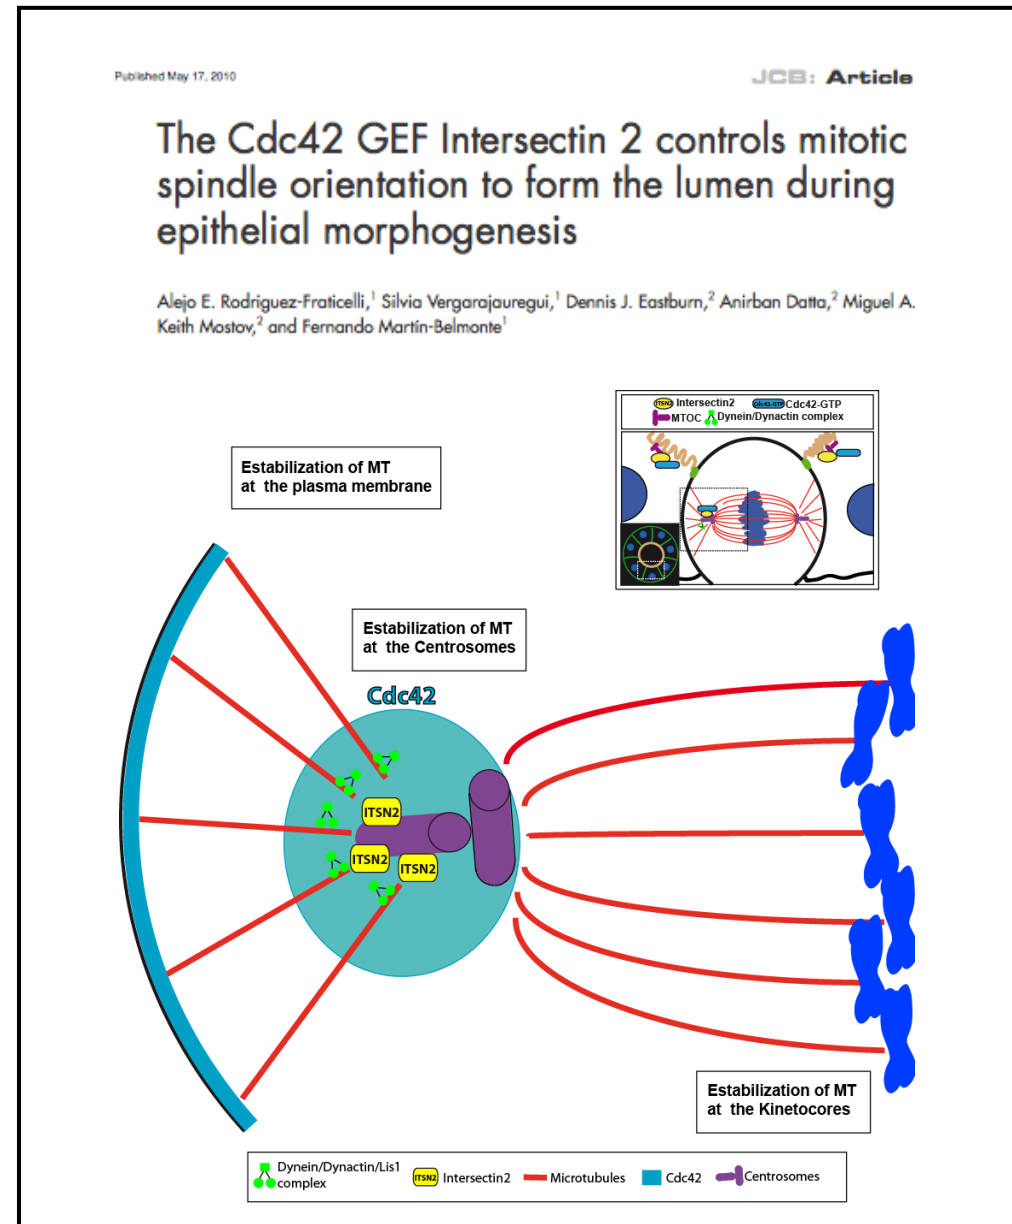 Published May 17, 2010
JCB: Article
The Cdc42 GEF Intersectin 2 controls mitotic
spindle orientation to form the lumen during
epithelial morphogenesis
Alejo E. Rodriguez-Fraticelli,1 Silvia Vergarajauregui,1 Dennis J. Eastburn,2 Anirban Datta,2 Miguel A.
Keith Mostov,2 and Fernando Martín-Belmonte1
ITSN2 Intersectin2 Cdc42-GTP Cdc42-GTP
MTOC Dynein/Dynactin complex
Estabilization of MT
at the plasma membrane
Estabilization of MT
at the Centrosomes
Cdc42
ITSN2
ITSN2
ITSN2
Estabilization of MT
at the Kinetocores
Dynein/Dynactin/Lis1
complex
ITSN2 Intersectin2
Microtubules
Cdc42
Centrosomes